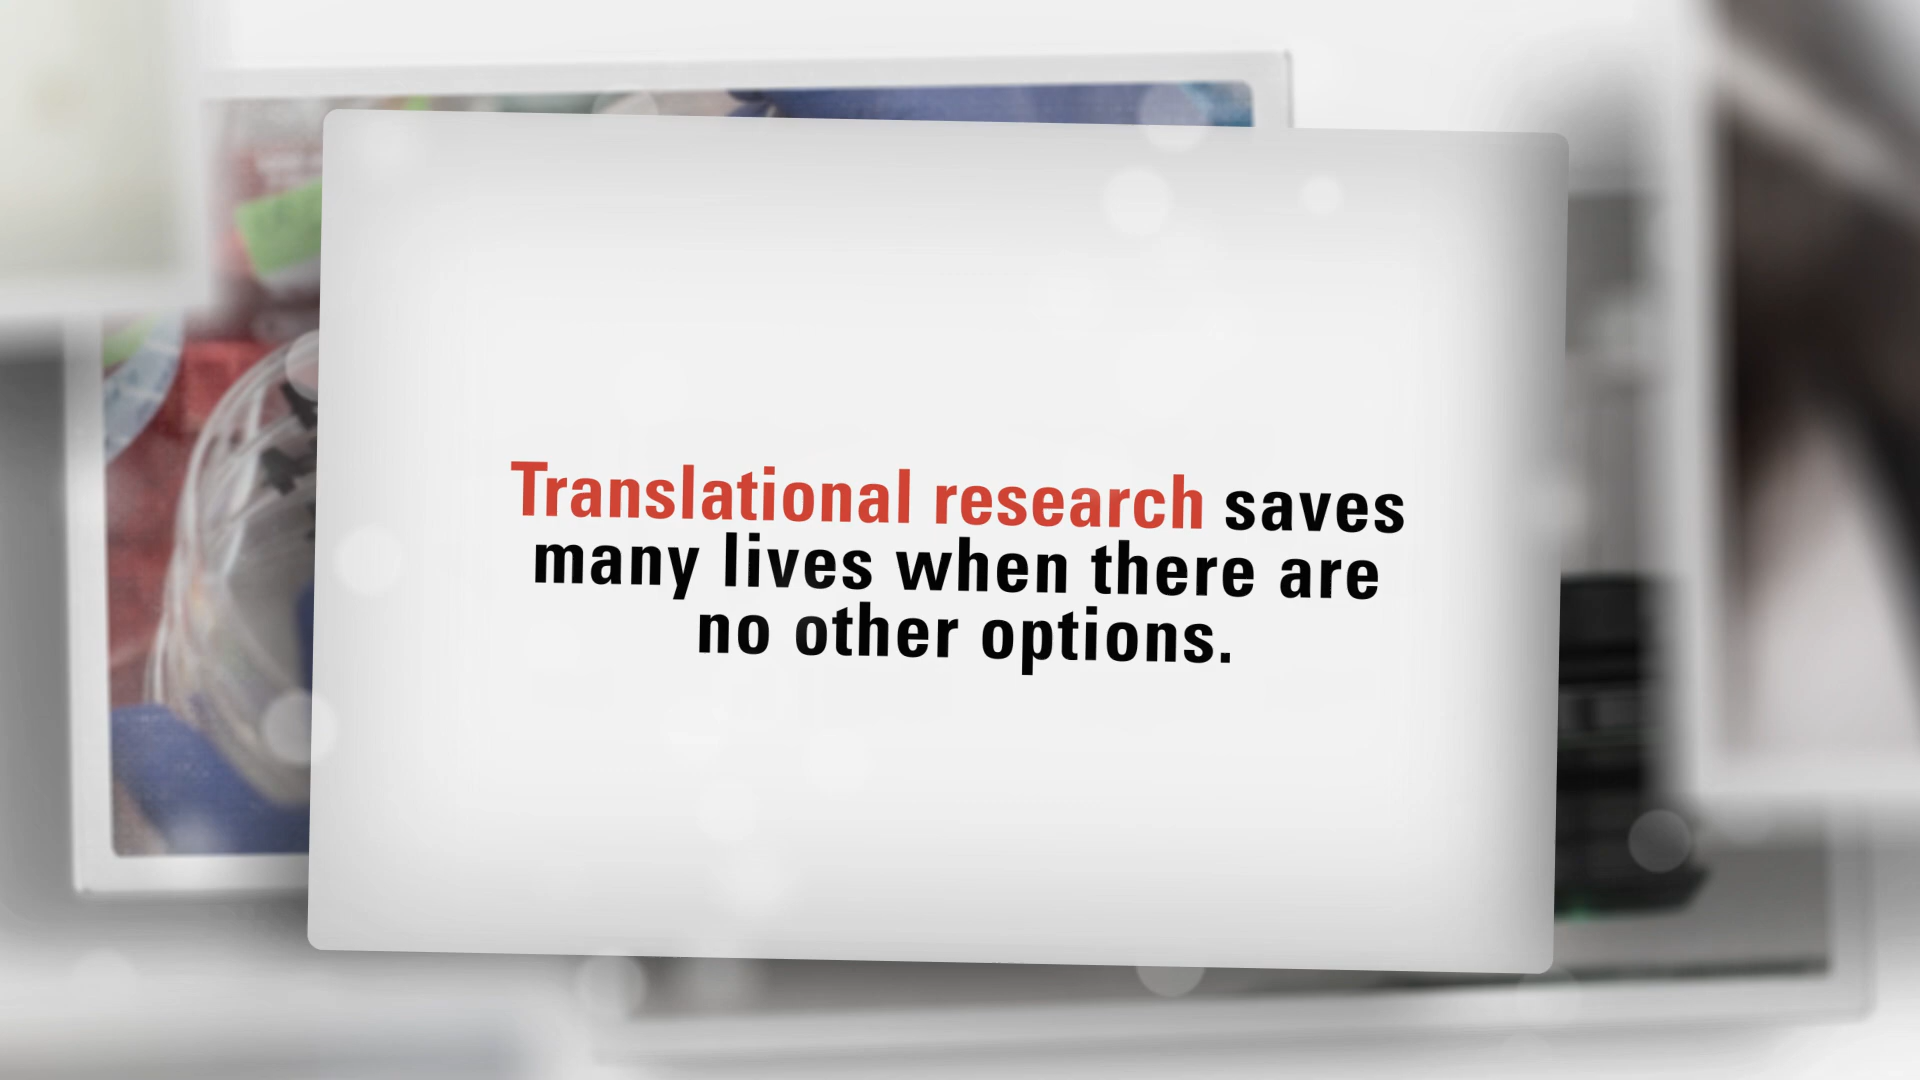 Translational research saves
many lives when there are
no other options.